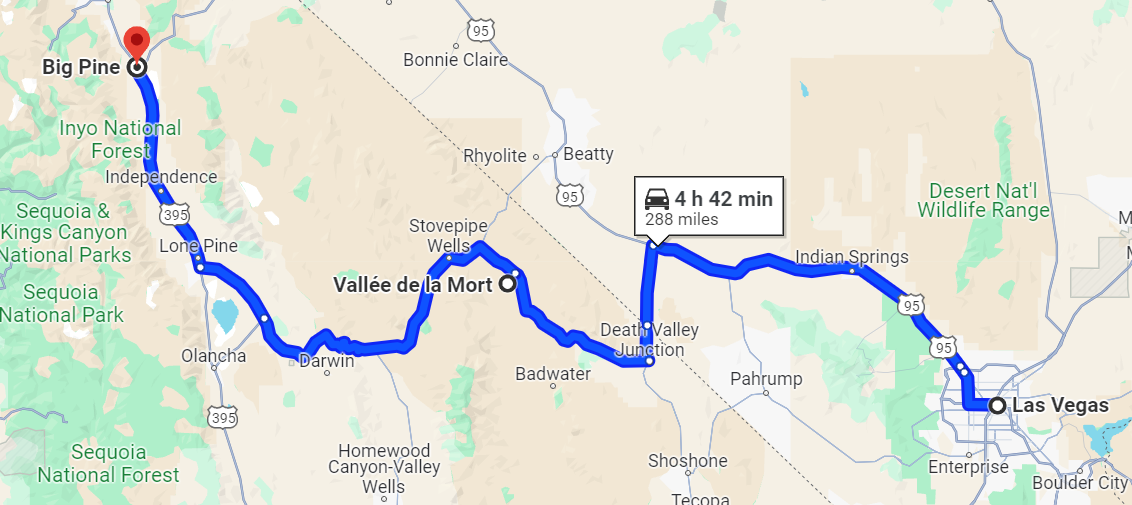 95
Bonnie Claire
Big Pine
Inyo National
Forest
Rhyolite
Beatty
Independence
95
4 h 42 min
288 miles
Desert Nat'l
Wildlife Range
Sequoia &
Kings Canyon
National Parks
395
Stovepipe
Wells
Lone Pine
Indian Springs
Vallée de la Mort
Sequoia
National Park
95
Death Valley
Junction
95
Olancha
Darwin
Badwater
Pahrump
Las Vegas
395
Homewood
Canyon-Valley
Wells
Sequoia
National Forest
Shoshone
Enterprise
Boulder City
Tecopa